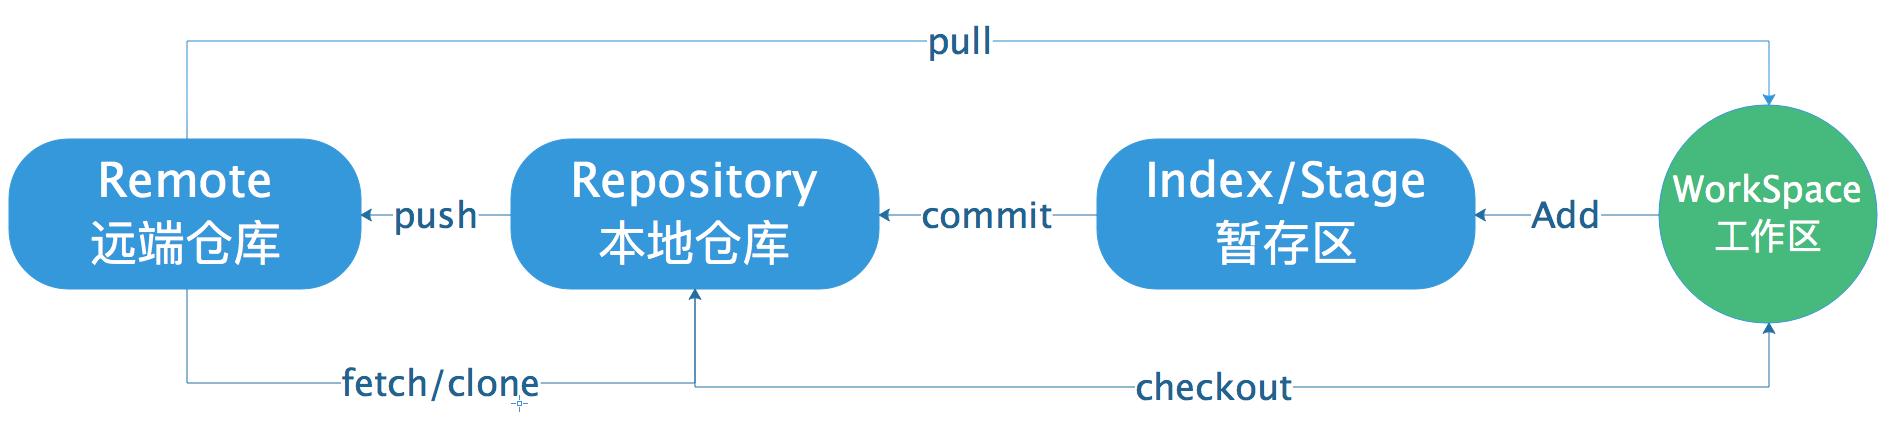 pull
Remote
远端仓库
push
Repository
本地仓库
commit
Index/Stage
暂存区
Add
WorkSpace
工作区
fetch/clone
checkout